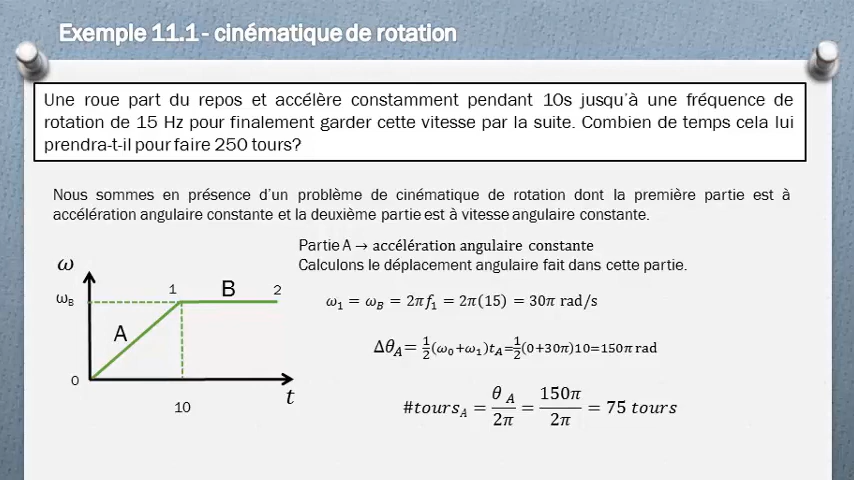 Exemple 11.1 - cinématique de rotation
Une roue part du repos et accélère constamment pendant 10s jusqu'à une fréquence de
rotation de 15 Hz pour finalement garder cette vitesse par la suite. Combien de temps cela lui
prendra-t-il pour faire 250 tours?
Nous sommes en présence d'un problème de cinématique de rotation dont la première partie est à
accélération angulaire constante et la deuxième partie est à vitesse angulaire constante.
Partie A → accélération angulaire constante
Calculons le déplacement angulaire fait dans cette partie.
ω
1 B 2
ωB
A
0
10
t
ω₁ = ω_B = 2πf₁ = 2π(15) = 30π rad/s
Δθ_A= 1/2(ω₀+ω₁)t_A=1/2(0+30π)10=150π rad
#tours_A = θ_A/2π = 150π/2π = 75 tours